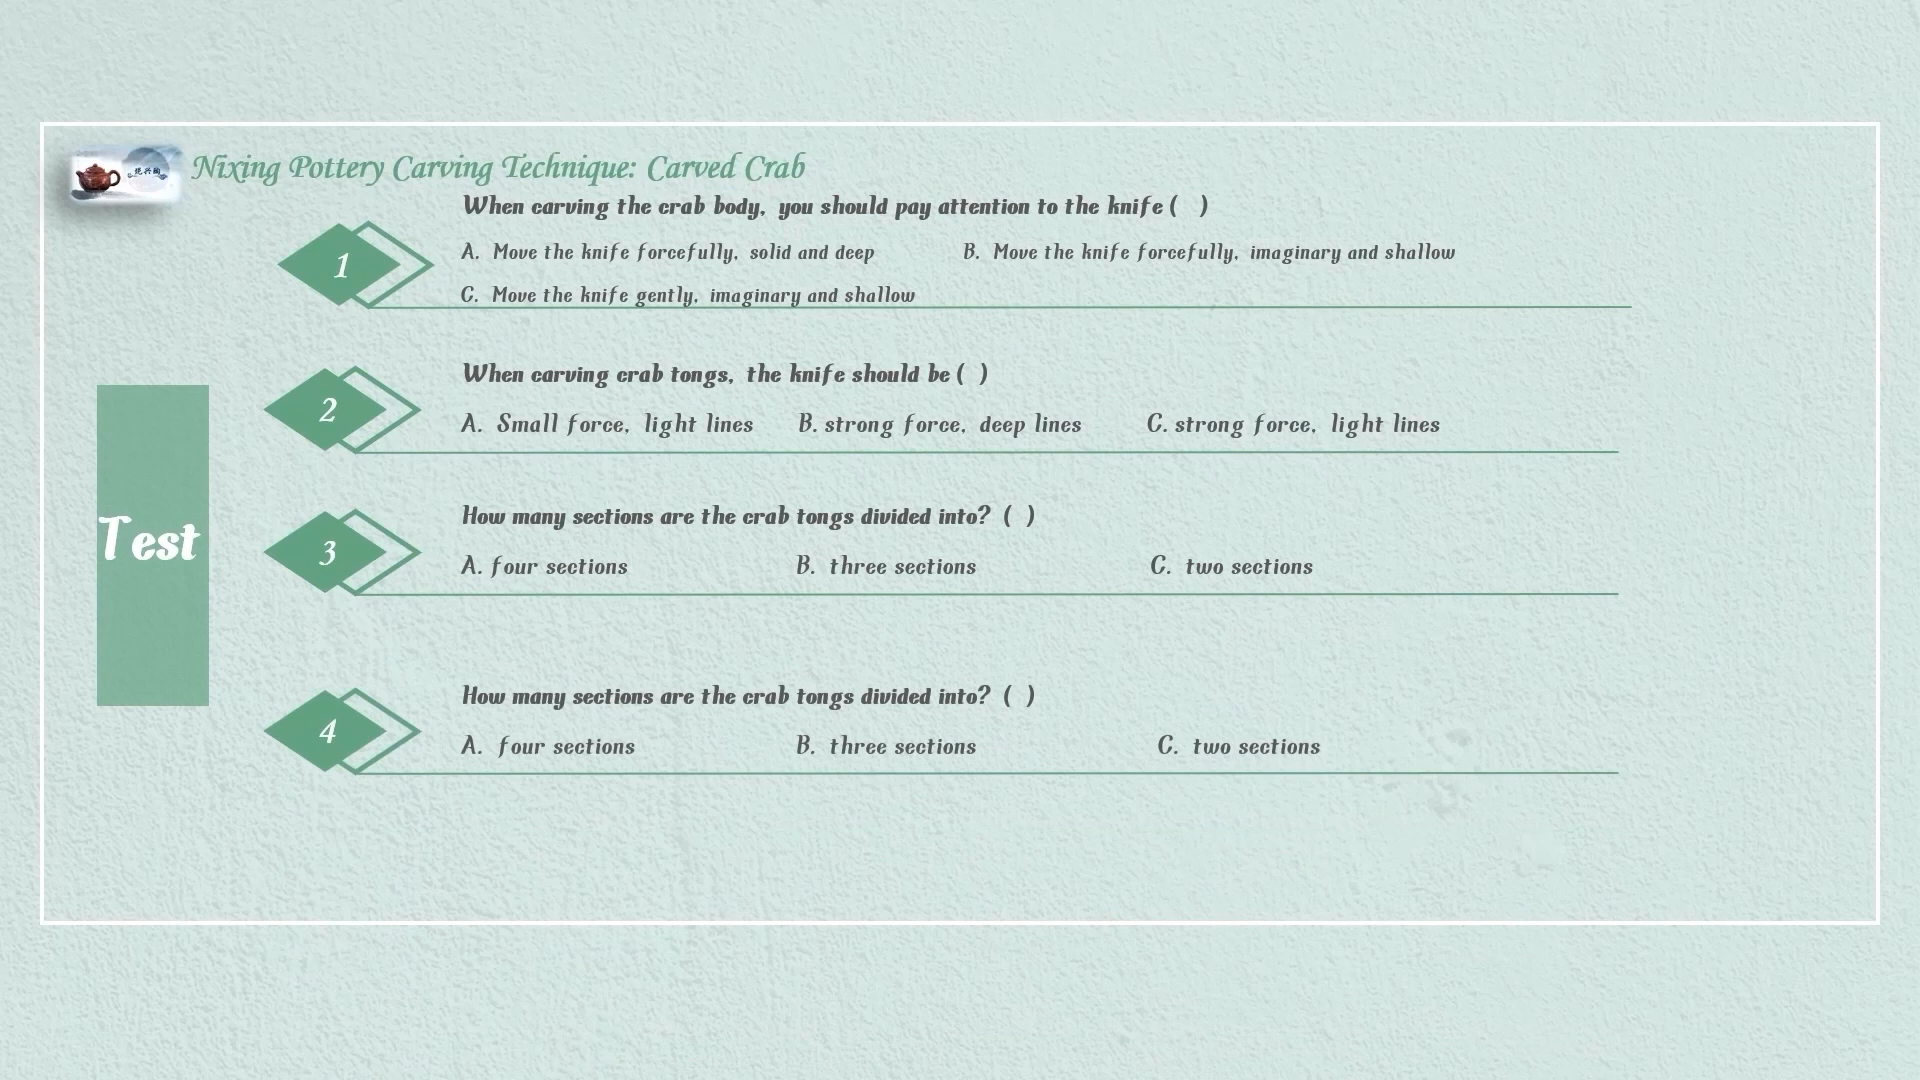 Nixing Pottery Carving Technique: Carved Crab
When carving the crab body, you should pay attention to the knife ( )
1
A. Move the knife forcefully, solid and deep B. Move the knife forcefully, imaginary and shallow
C. Move the knife gently, imaginary and shallow
When carving crab tongs, the knife should be ( )
2
A. Small force, light lines B. strong force, deep lines C. strong force, light lines
How many sections are the crab tongs divided into? ( )
3
A. four sections B. three sections C. two sections
Test
How many sections are the crab tongs divided into? ( )
4
A. four sections B. three sections C. two sections